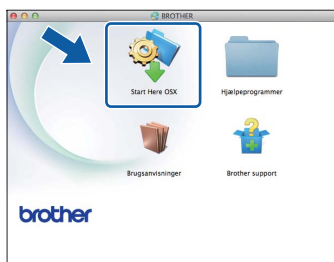 BROTHER
Start Here OSX
Hjælpeprogrammer
Brugsanvisninger
Brother support
brother